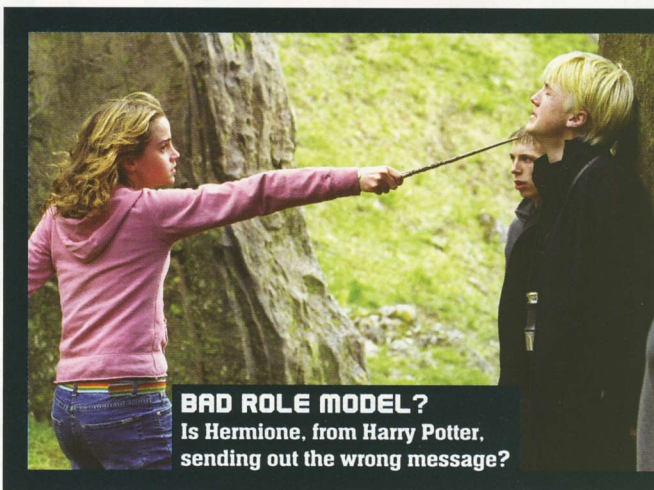 BAD ROLE MODEL?
Is Hermione, from Harry Potter,
sending out the wrong message?